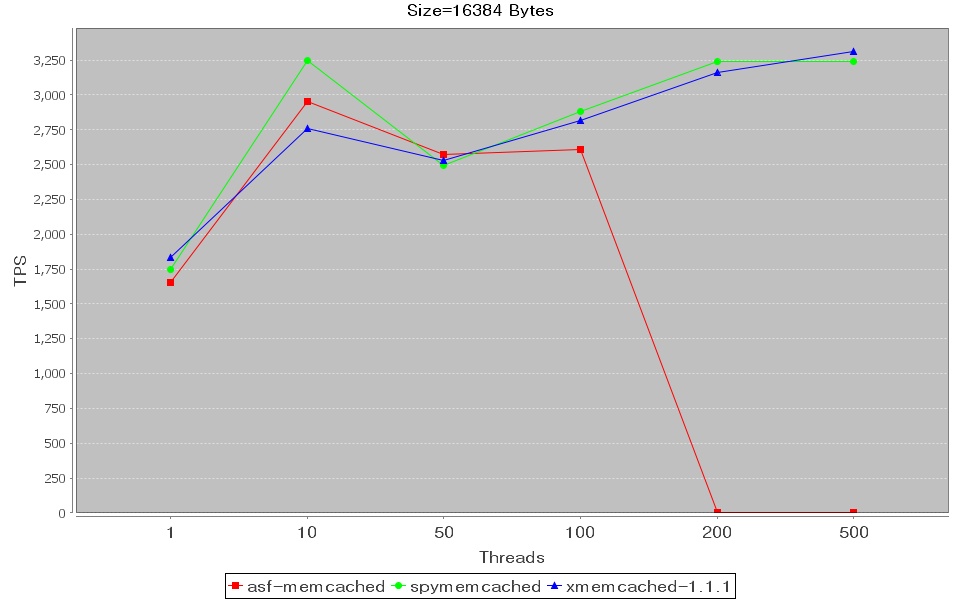 Size=16384 Bytes
3,250
3,000
2,750
2,500
2,250
2,000
1,750
1,500
1,250
1,000
750
500
250
0
TPS
1 10 50 100 200 500
Threads
asf-memcached spymemcached xmemcached-1.1.1